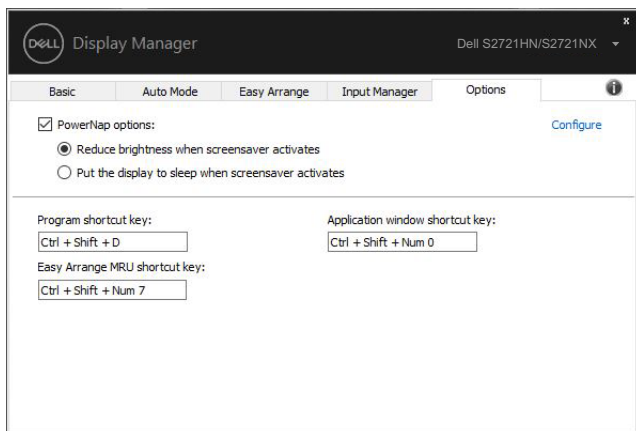 x
DELL Display Manager
Dell S2721HN/S2721NX
Basic
Auto Mode
Easy Arrange
Input Manager
Options
i
PowerNap options:
Configure
Reduce brightness when screensaver activates
Put the display to sleep when screensaver activates
Program shortcut key:
Application window shortcut key:
Ctrl + Shift + D
Ctrl + Shift + Num 0
Easy Arrange MRU shortcut key:
Ctrl + Shift + Num 7